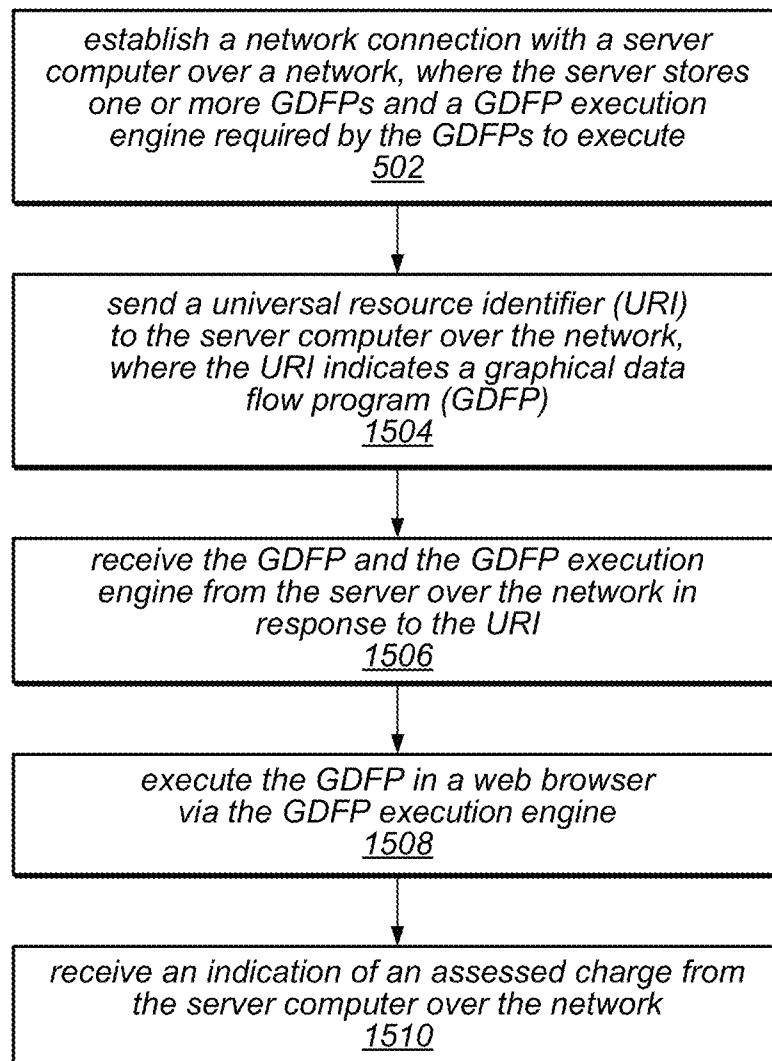 establish a network connection with a server
computer over a network, where the server stores
one or more GDFPs and a GDFP execution
engine required by the GDFPs to execute
502
send a universal resource identifier (URI)
to the server computer over the network,
where the URI indicates a graphical data
flow program (GDFP)
1504
receive the GDFP and the GDFP execution
engine from the server over the network in
response to the URI
1506
execute the GDFP in a web browser
via the GDFP execution engine
1508
receive an indication of an assessed charge from
the server computer over the network
1510